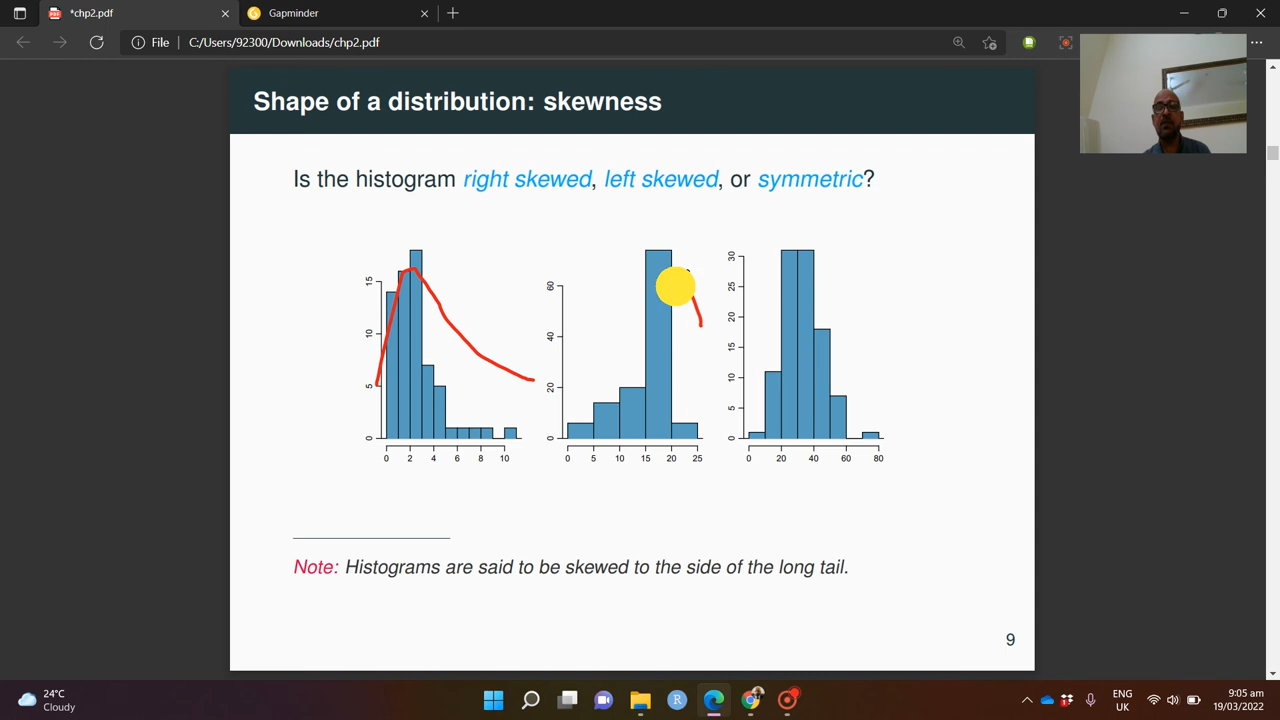 *chp2.pdf
Gapminder
File
C:/Users/92300/Downloads/chp2.pdf
Shape of a distribution: skewness
Is the histogram right skewed, left skewed, or symmetric?
15
10
5
0
0 2 4 6 8 10
60
40
20
0
0 5 10 15 20 25
30
25
20
15
10
5
0
0 20 40 60 80
Note: Histograms are said to be skewed to the side of the long tail.
9
24°C
Cloudy
ENG
UK
9:05 am
19/03/2022